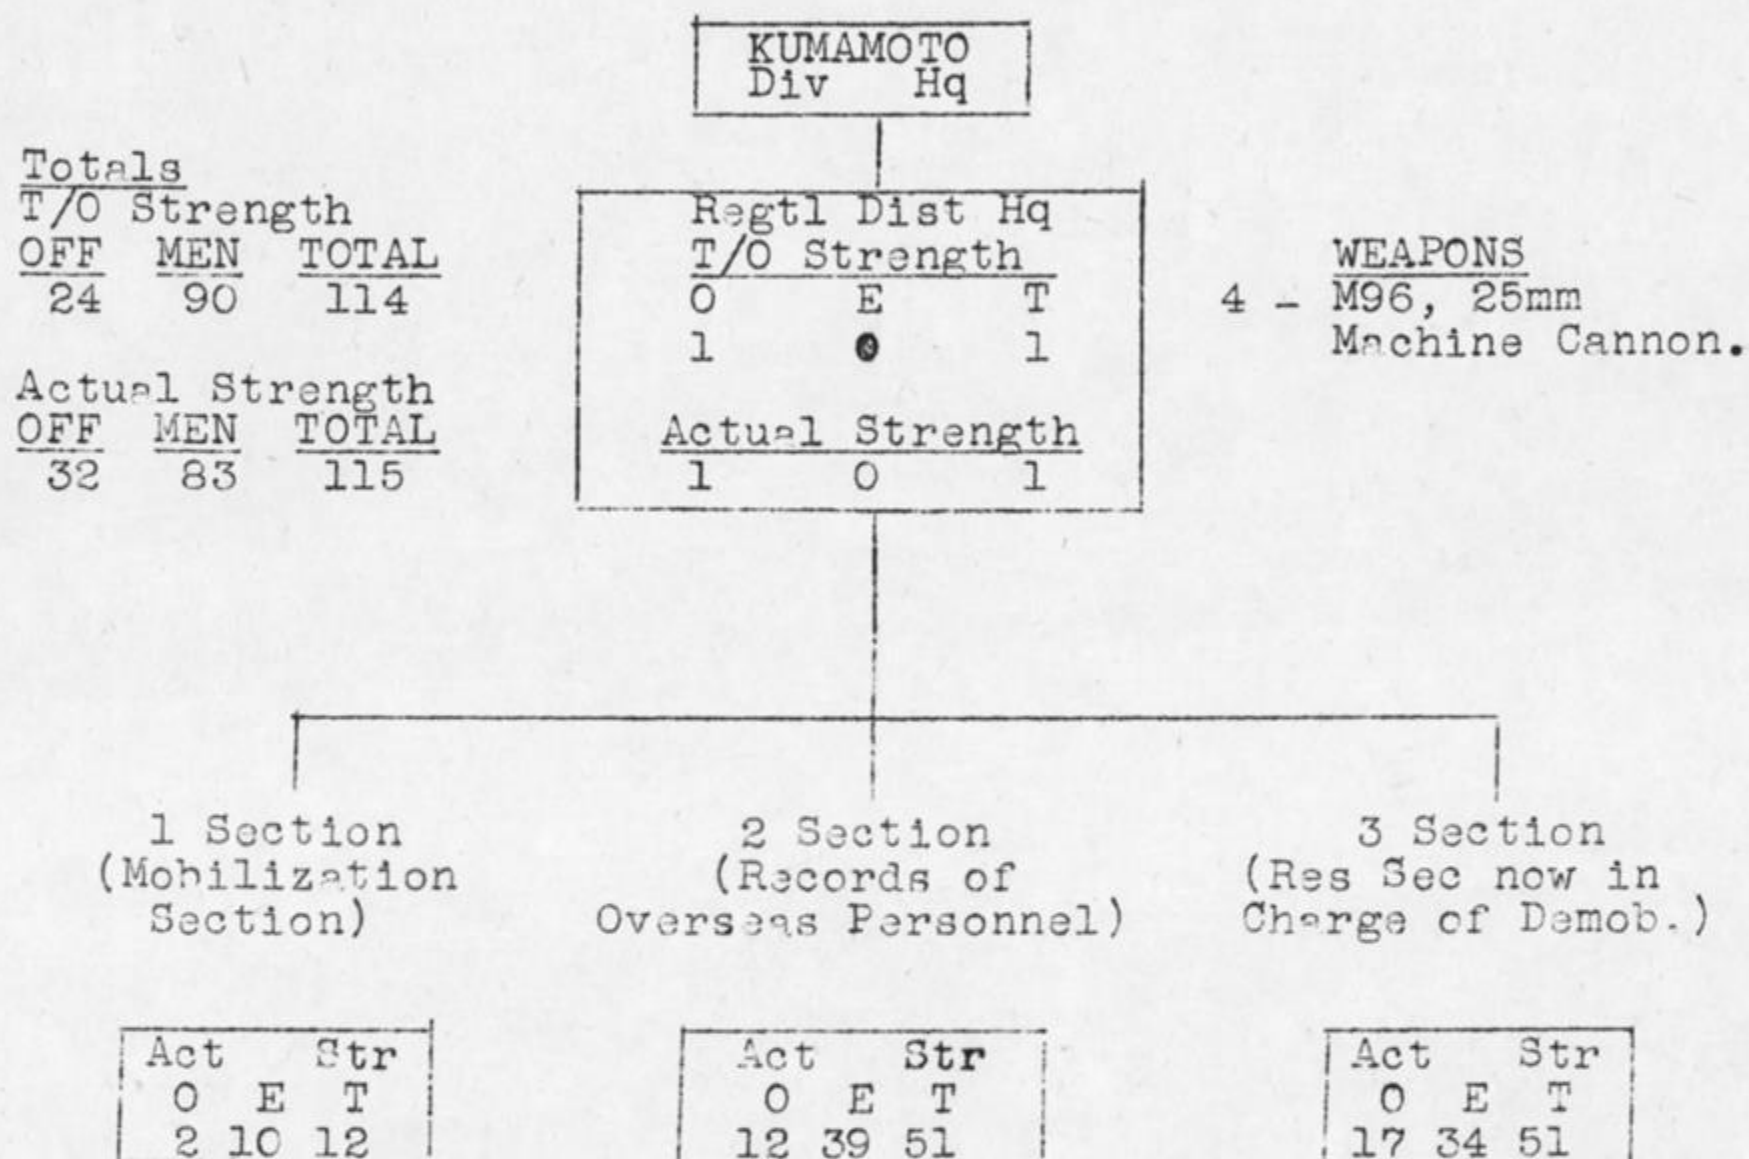 KUMAMOTO
Div Hq
Totals
T/O Strength
OFF MEN TOTAL
24 90 114
Actual Strength
OFF MEN TOTAL
32 83 115
Regtl Dist Hq
T/O Strength
O E T
1 0 1
Actual Strength
1 0 1
WEAPONS
4 - M96, 25mm
Machine Cannon.
1 Section
(Mobilization
Section)
2 Section
(Records of
Overseas Personnel)
3 Section
(Res Sec now in
Charge of Demob.)
Act Str
O E T
2 10 12
Act Str
O E T
12 39 51
Act Str
O E T
17 34 51